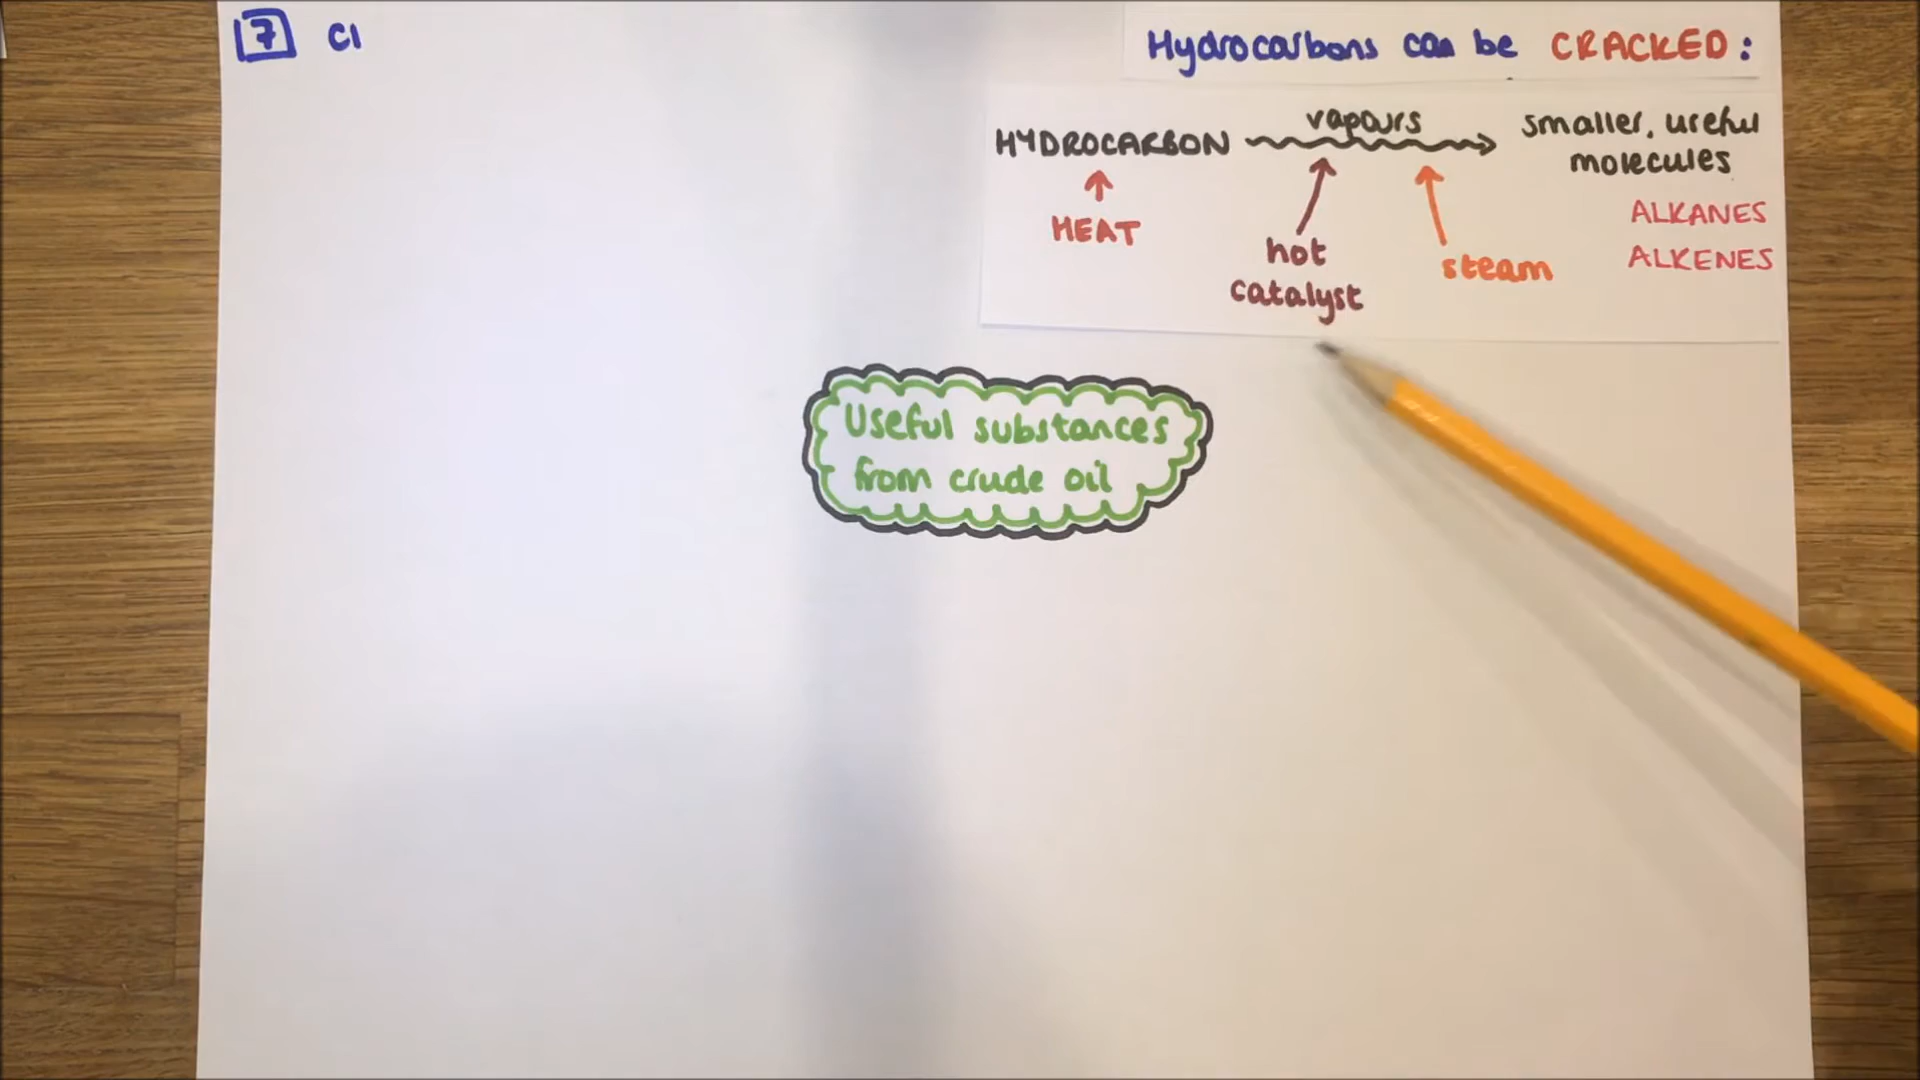 7 C1
Hydrocarbons can be CRACKED:
HYDROCARBON
vapours
smaller, useful
molecules
HEAT
hot
catalyst
steam
ALKANES
ALKENES
Useful substances
from crude oil